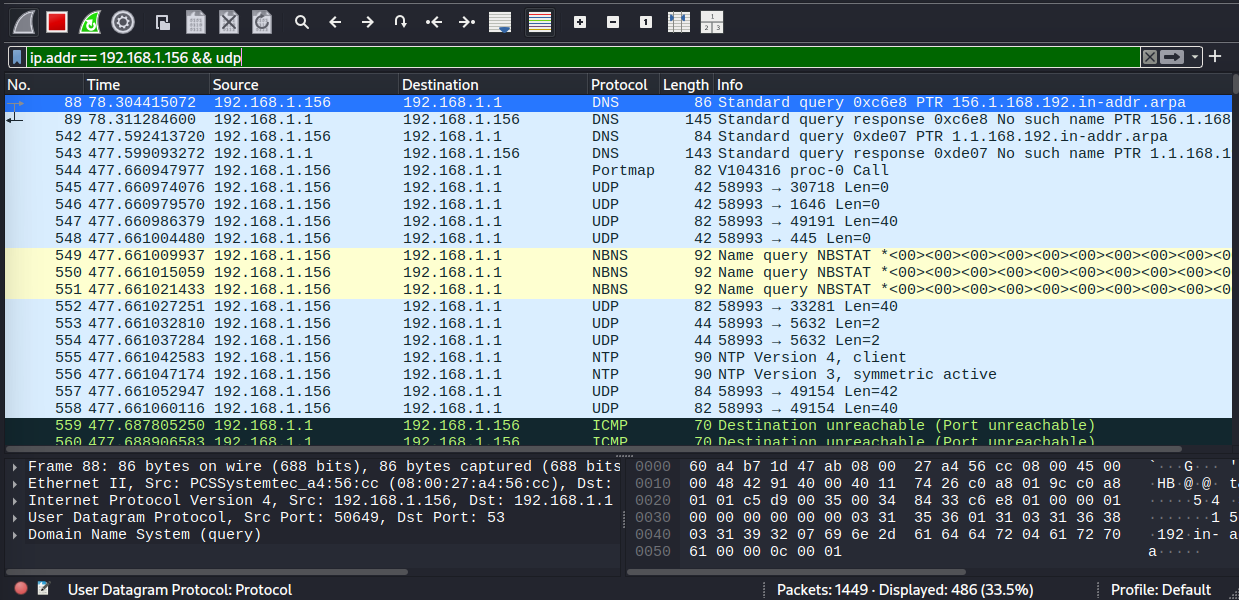 ip.addr == 192.168.1.156 && udp
No. Time Source Destination Protocol Length Info
88 78.304415072 192.168.1.156 192.168.1.1 DNS 86 Standard query 0xc6e8 PTR 156.1.168.192.in-addr.arpa
89 78.311284600 192.168.1.1 192.168.1.156 DNS 145 Standard query response 0xc6e8 No such name PTR 156.1.168
542 477.592413720 192.168.1.156 192.168.1.1 DNS 84 Standard query 0xde07 PTR 1.1.168.192.in-addr.arpa
543 477.599093272 192.168.1.1 192.168.1.156 DNS 143 Standard query response 0xde07 No such name PTR 1.1.168.1
544 477.660947977 192.168.1.156 192.168.1.1 Portmap 82 V104316 proc-0 Call
545 477.660974076 192.168.1.156 192.168.1.1 UDP 42 58993 → 30718 Len=0
546 477.660979570 192.168.1.156 192.168.1.1 UDP 42 58993 → 1646 Len=0
547 477.660986379 192.168.1.156 192.168.1.1 UDP 82 58993 → 49191 Len=40
548 477.661004480 192.168.1.156 192.168.1.1 UDP 42 58993 → 445 Len=0
549 477.661009937 192.168.1.156 192.168.1.1 NBNS 92 Name query NBSTAT *<00><00><00><00><00><00><00><00><0
550 477.661015059 192.168.1.156 192.168.1.1 NBNS 92 Name query NBSTAT *<00><00><00><00><00><00><00><00><0
551 477.661021433 192.168.1.156 192.168.1.1 NBNS 92 Name query NBSTAT *<00><00><00><00><00><00><00><00><0
552 477.661027251 192.168.1.156 192.168.1.1 UDP 82 58993 → 33281 Len=40
553 477.661032810 192.168.1.156 192.168.1.1 UDP 44 58993 → 5632 Len=2
554 477.661037284 192.168.1.156 192.168.1.1 UDP 44 58993 → 5632 Len=2
555 477.661042583 192.168.1.156 192.168.1.1 NTP 90 NTP Version 4, client
556 477.661047174 192.168.1.156 192.168.1.1 NTP 90 NTP Version 3, symmetric active
557 477.661052947 192.168.1.156 192.168.1.1 UDP 84 58993 → 49154 Len=42
558 477.661060116 192.168.1.156 192.168.1.1 UDP 82 58993 → 49154 Len=40
559 477.687805250 192.168.1.1 192.168.1.156 ICMP 70 Destination unreachable (Port unreachable)
560 477.688906583 192.168.1.1 192.168.1.156 ICMP 70 Destination unreachable (Port unreachable)
Frame 88: 86 bytes on wire (688 bits), 86 bytes captured (688 bits
Ethernet II, Src: PCSSystemtec_a4:56:cc (08:00:27:a4:56:cc), Dst:
Internet Protocol Version 4, Src: 192.168.1.156, Dst: 192.168.1.1
User Datagram Protocol, Src Port: 50649, Dst Port: 53
Domain Name System (query)
0000 60 a4 b7 1d 47 ab 08 00 27 a4 56 cc 08 00 45 00 `···G··· '
0010 00 48 42 91 40 00 40 11 74 26 c0 a8 01 9c c0 a8 ·HB·@·@· t
0020 01 01 c5 d9 00 35 00 34 84 33 c6 e8 01 00 00 01 ·····5·4 ·
0030 00 00 00 00 00 00 03 31 35 36 01 31 03 31 36 38 ·······1 5
0040 03 31 39 32 07 69 6e 2d 61 64 64 72 04 61 72 70 ·192·in- a
0050 61 00 00 0c 00 01 a·····
User Datagram Protocol: Protocol
Packets: 1449 · Displayed: 486 (33.5%)
Profile: Default